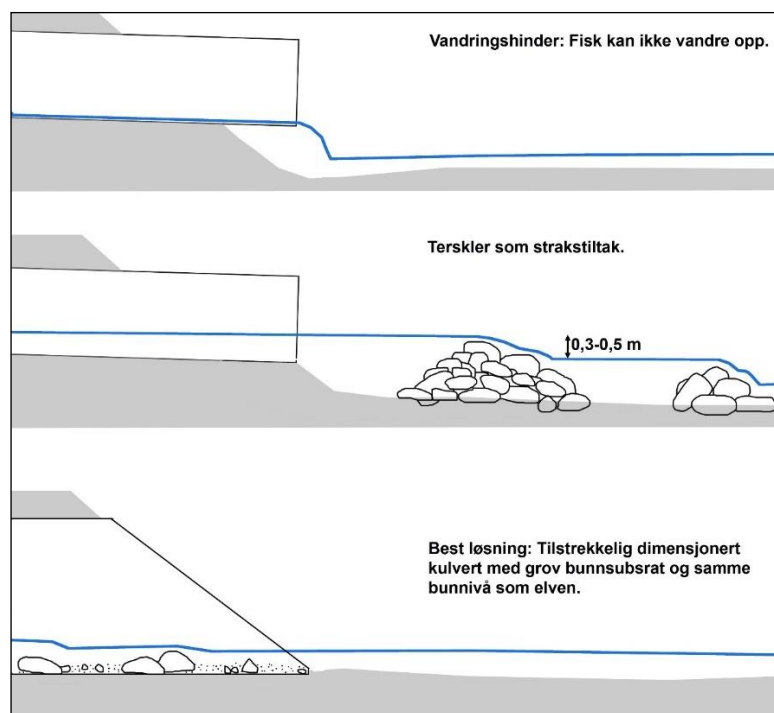 Vandringshinder: Fisk kan ikke vandre opp.
Terskler som strakstiltak.
0,3-0,5 m
Best løsning: Tilstrekkelig dimensjonert
kulvert med grov bunnsubsrat og samme
bunnivå som elven.